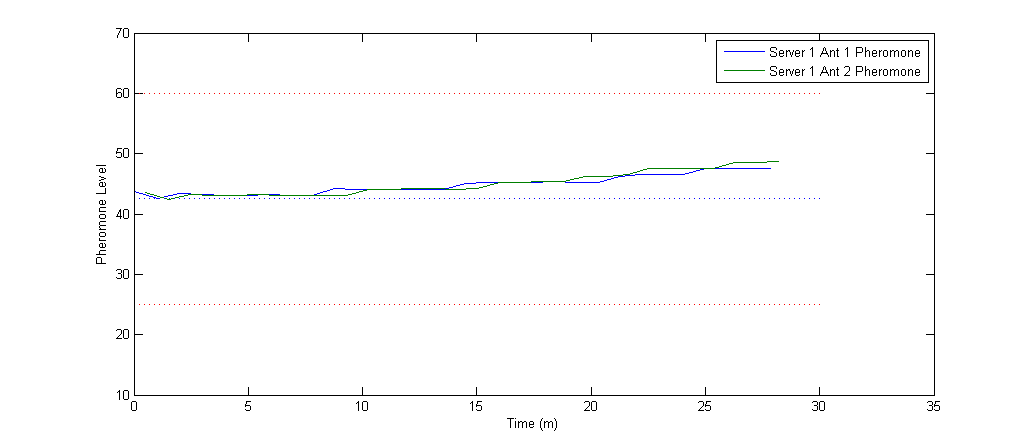 70
Server 1 Ant 1 Pheromone
Server 1 Ant 2 Pheromone
60
50
Pheromone Level
40
30
20
10
0 5 10 15 20 25 30 35
Time (m)